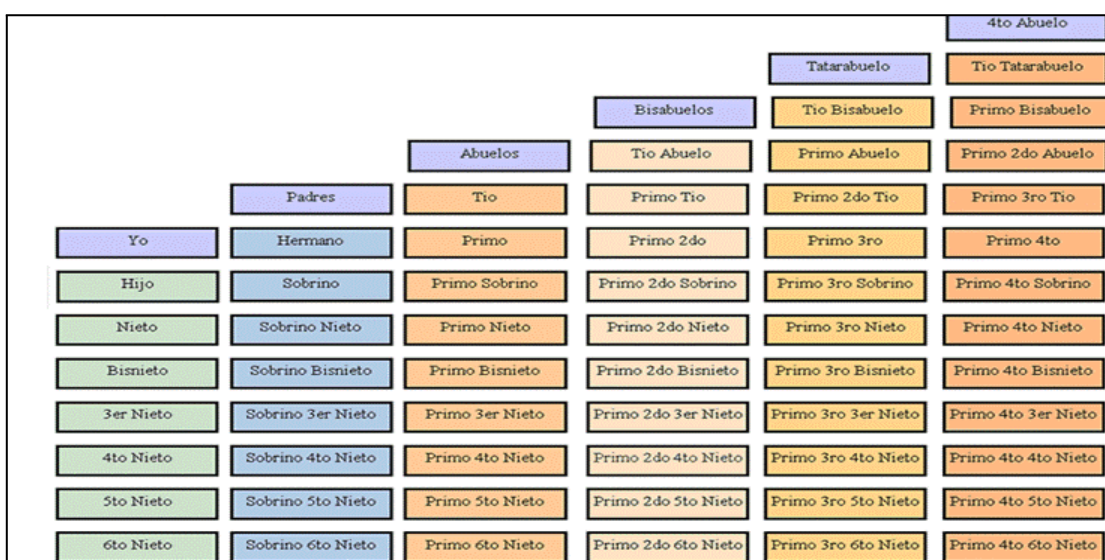 4to Abuelo
Tatarabuelo Tio Tatarabuelo
Bisabuelos Tio Bisabuelo Primo Bisabuelo
Abuelos Tio Abuelo Primo Abuelo Primo 2do Abuelo
Padres Tio Primo Tio Primo 2do Tio Primo 3ro Tio
Yo Hermano Primo Primo 2do Primo 3ro Primo 4to
Hijo Sobrino Primo Sobrino Primo 2do Sobrino Primo 3ro Sobrino Primo 4to Sobrino
Nieto Sobrino Nieto Primo Nieto Primo 2do Nieto Primo 3ro Nieto Primo 4to Nieto
Bisnieto Sobrino Bisnieto Primo Bisnieto Primo 2do Bisnieto Primo 3ro Bisnieto Primo 4to Bisnieto
3er Nieto Sobrino 3er Nieto Primo 3er Nieto Primo 2do 3er Nieto Primo 3ro 3er Nieto Primo 4to 3er Nieto
4to Nieto Sobrino 4to Nieto Primo 4to Nieto Primo 2do 4to Nieto Primo 3ro 4to Nieto Primo 4to 4to Nieto
5to Nieto Sobrino 5to Nieto Primo 5to Nieto Primo 2do 5to Nieto Primo 3ro 5to Nieto Primo 4to 5to Nieto
6to Nieto Sobrino 6to Nieto Primo 6to Nieto Primo 2do 6to Nieto Primo 3ro 6to Nieto Primo 4to 6to Nieto